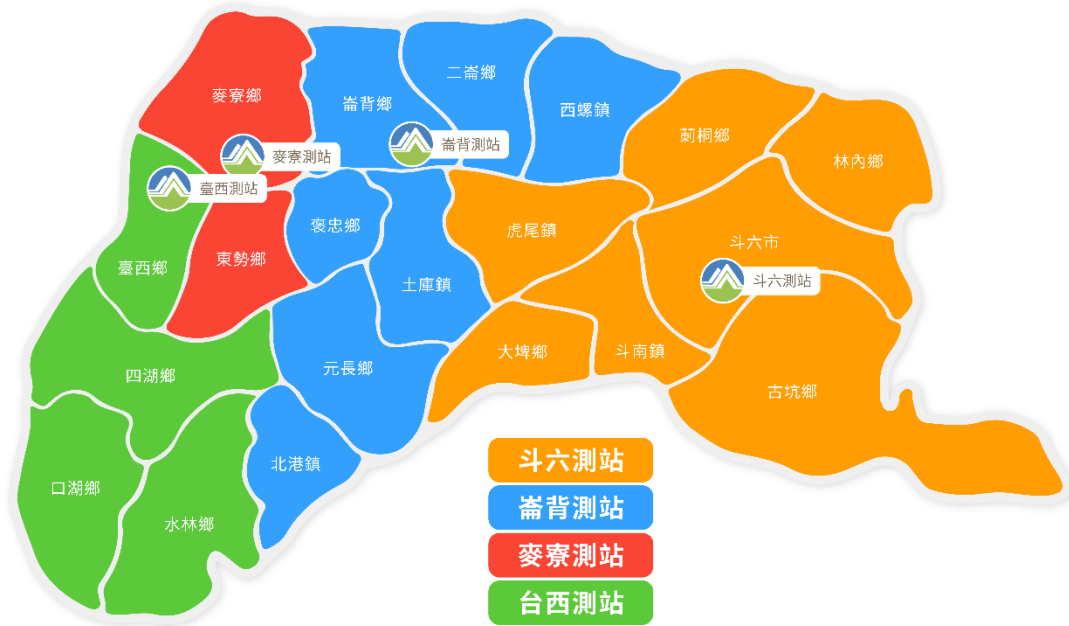 二崙鄉
麥寮鄉
崙背鄉
西螺鎮
莿桐鄉
崙背測站
麥寮測站
林內鄉
臺西測站
褒忠鄉
虎尾鎮
斗六市
東勢鄉
臺西鄉
土庫鎮
斗六測站
大埤鄉
斗南鎮
元長鄉
四湖鄉
古坑鄉
北港鎮
口湖鄉
水林鄉
斗六測站
崙背測站
麥寮測站
台西測站